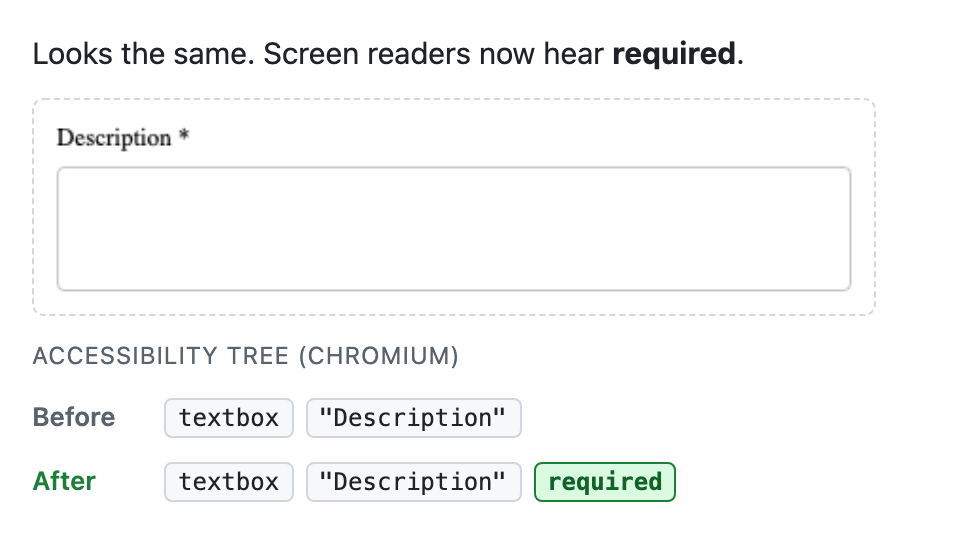 Looks the same. Screen readers now hear required.
Description *
ACCESSIBILITY TREE (CHROMIUM)
Before textbox "Description"
After textbox "Description" required